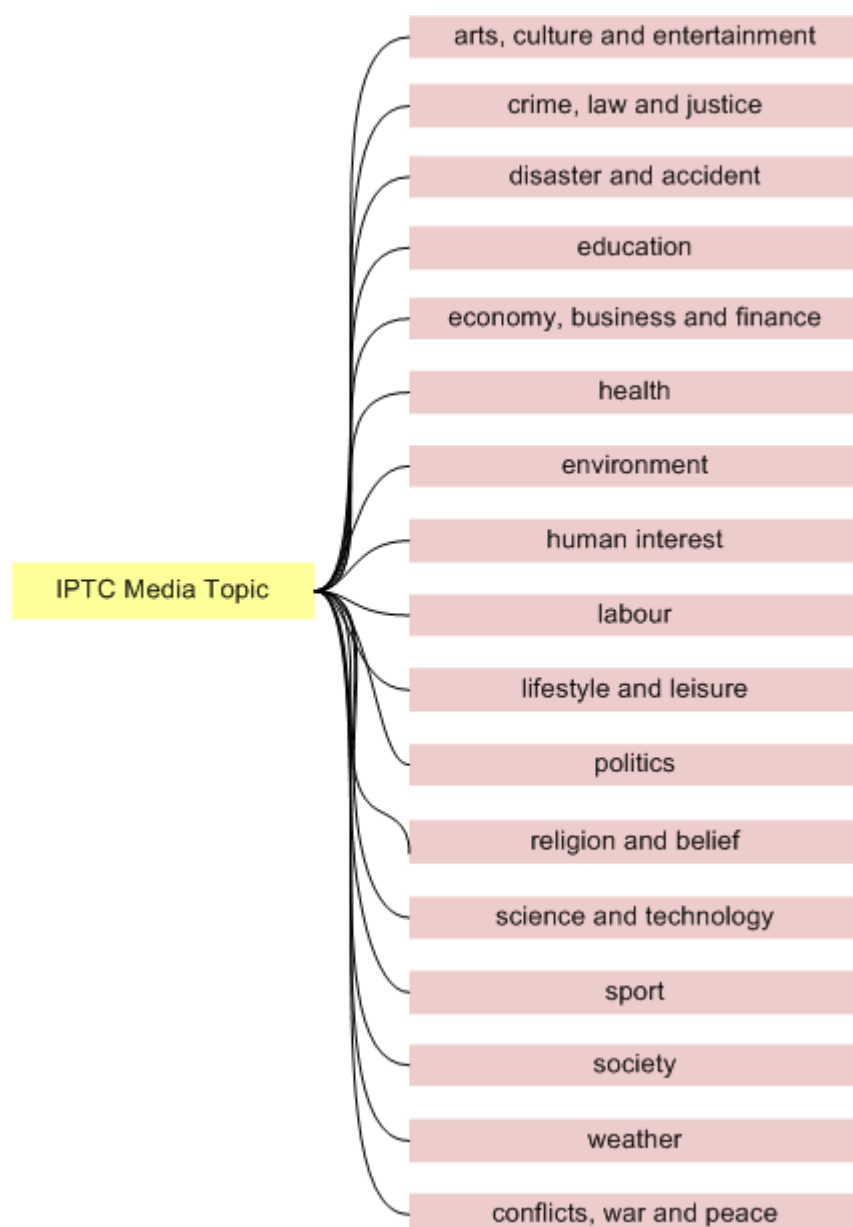 arts, culture and entertainment
crime, law and justice
disaster and accident
education
economy, business and finance
health
environment
human interest
IPTC Media Topic
labour
lifestyle and leisure
politics
religion and belief
science and technology
sport
society
weather
conflicts, war and peace